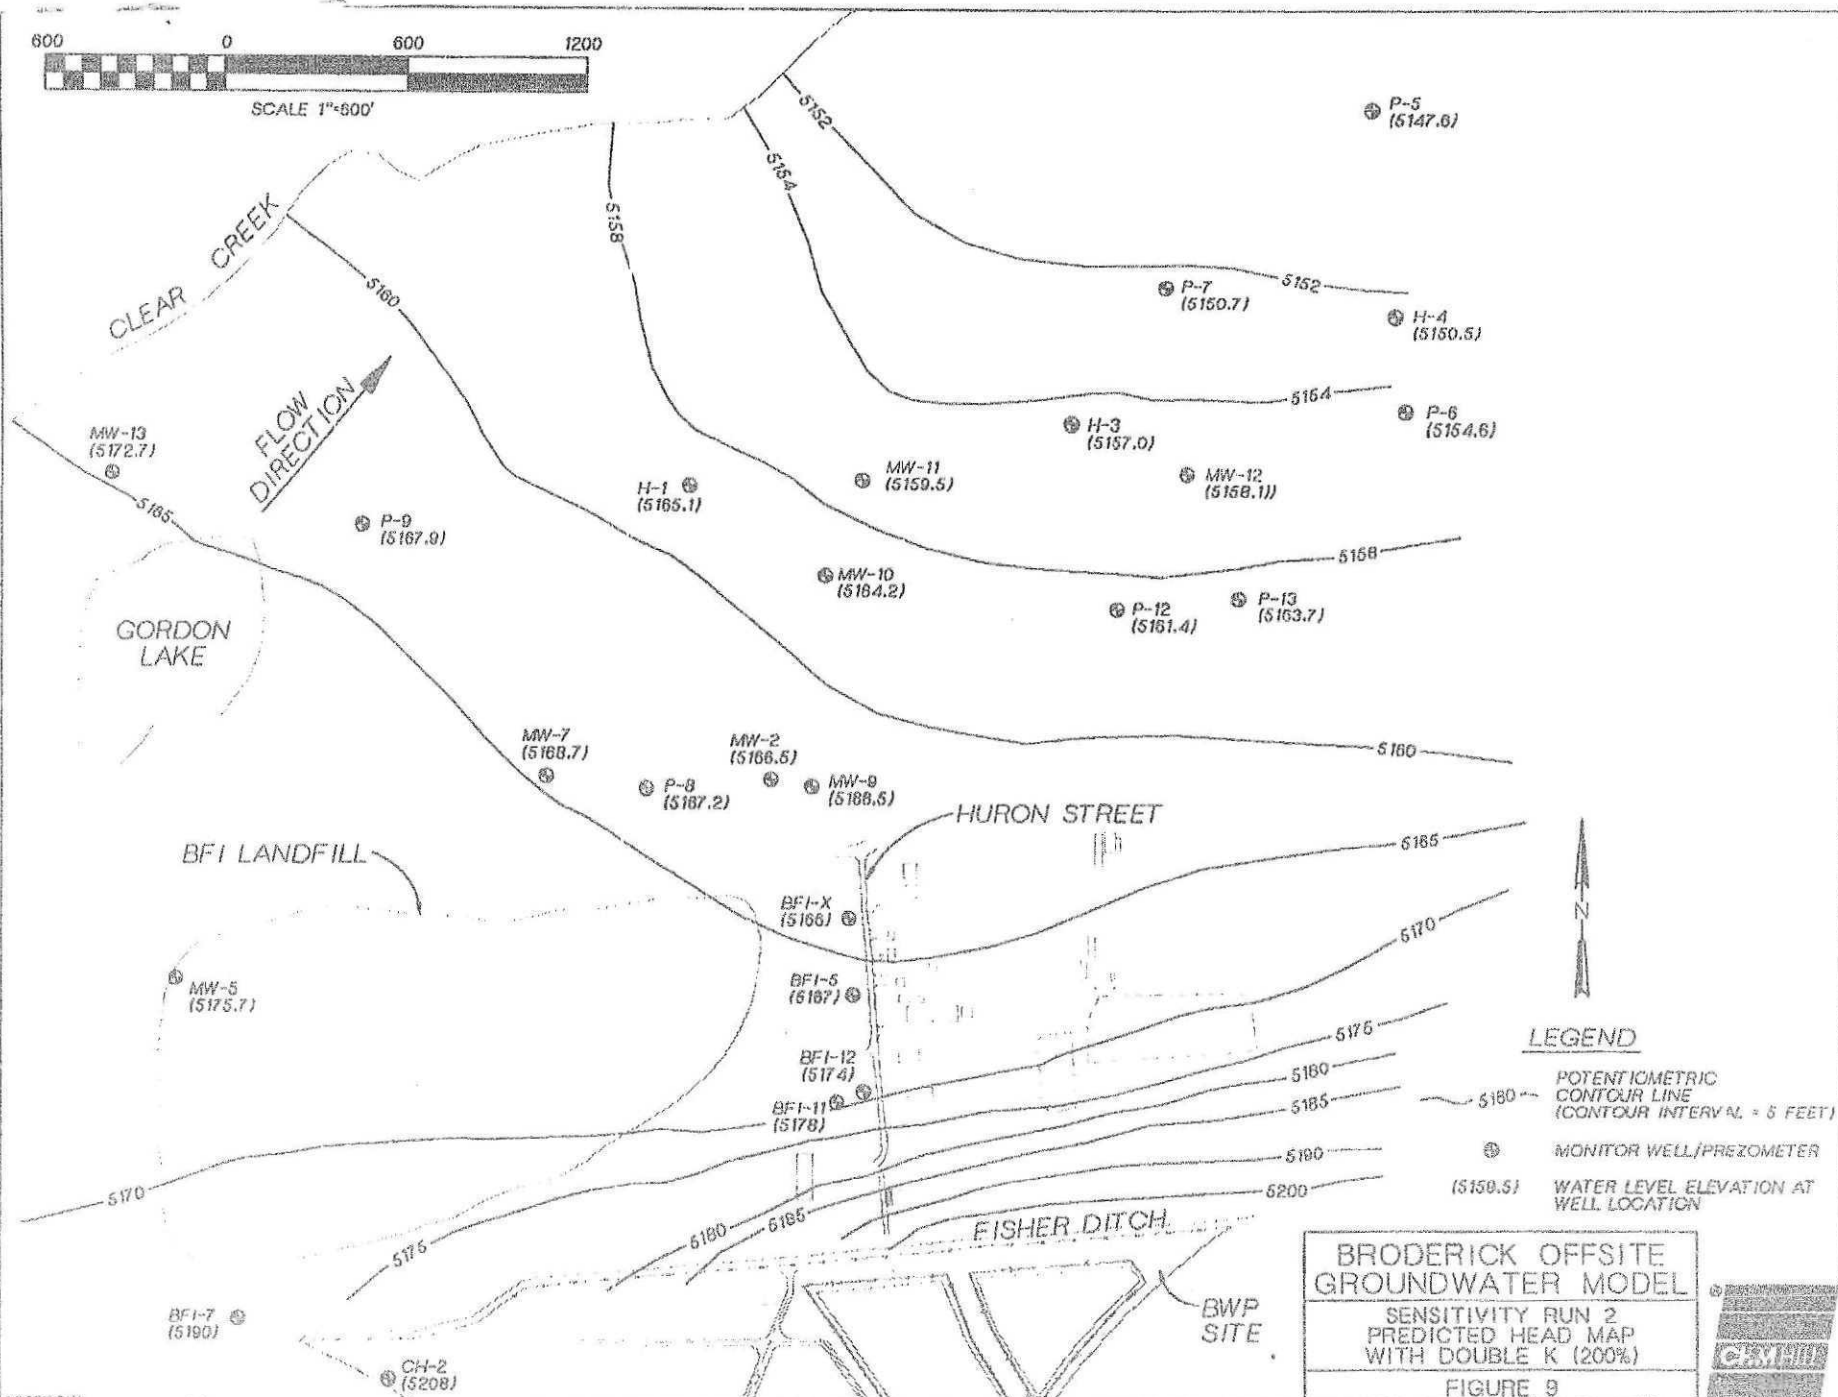 600 0 600 1200
SCALE 1"=600'
P-5
(5147.6)
5152
5154
5158
CLEAR CREEK
5160
P-7
(5150.7)
5152
H-4
(5150.5)
FLOW
DIRECTION
5154
P-6
(5154.6)
H-3
(5157.0)
MW-13
(5172.7)
MW-11
(5159.5)
MW-12
(5158.1))
H-1
(5165.1)
5165
P-9
(5167.9)
5158
MW-10
(5164.2)
P-12
(5161.4)
P-13
(5163.7)
GORDON
LAKE
MW-7
(5168.7)
MW-2
(5166.5)
5160
P-8
(5167.2)
MW-9
(5166.5)
HURON STREET
5165
BFI LANDFILL
BFI-X
(5166)
5170
N
MW-5
(5175.7)
BFI-5
(5167)
5175
BFI-12
(5174)
5180
BFI-11
(5178)
5185
5190
5200
5170
5175
5180
5185
FISHER DITCH
LEGEND
5160
POTENTIOMETRIC
CONTOUR LINE
(CONTOUR INTERVAL = 5 FEET)
MONITOR WELL/PREZOMETER
(5159.5)
WATER LEVEL ELEVATION AT
WELL LOCATION
BFI-7
(5190)
CH-2
(5208)
BWP
SITE
BRODERICK OFFSITE
GROUNDWATER MODEL
SENSITIVITY RUN 2
PREDICTED HEAD MAP
WITH DOUBLE K (200%)
FIGURE 9
CH2M HILL